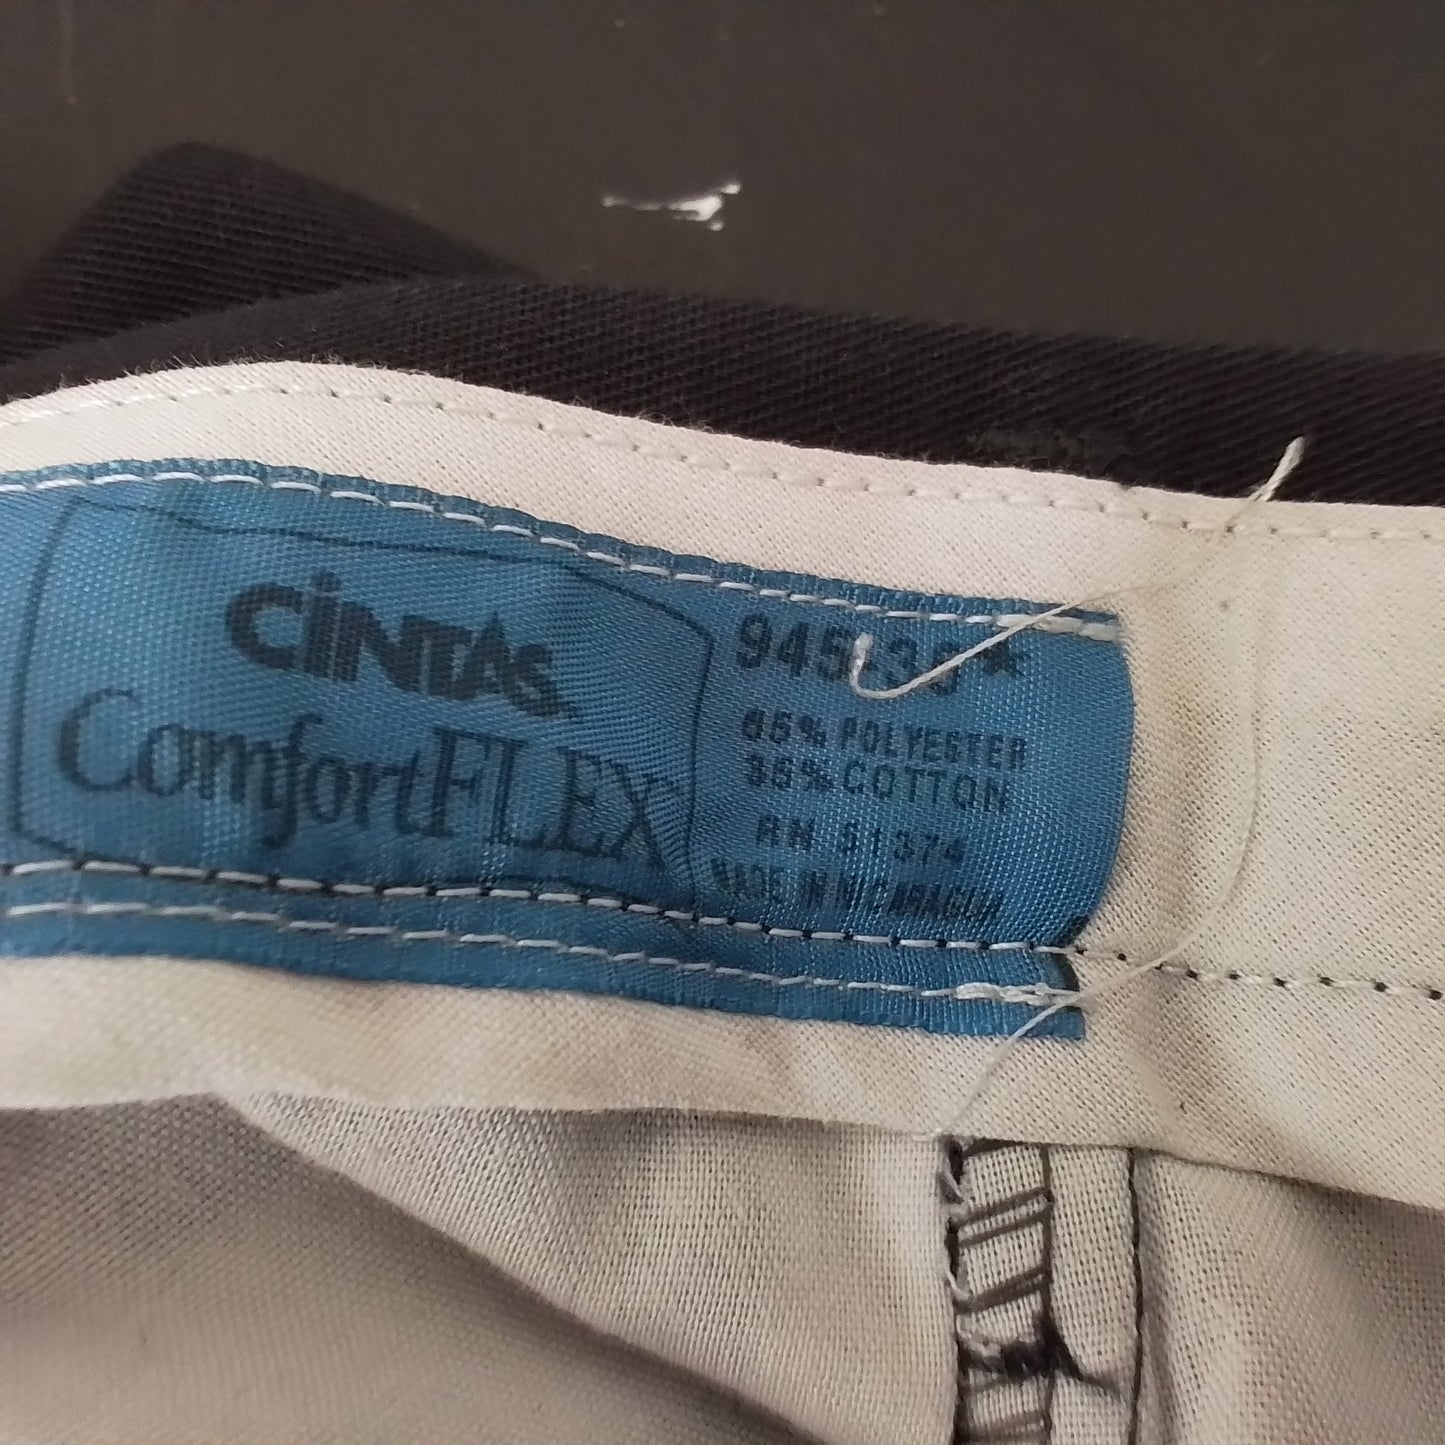 CINTAS
ComfortFLEX
65% POLYESTER
35% COTTON
RN 51374
MADE IN NICARAGUA